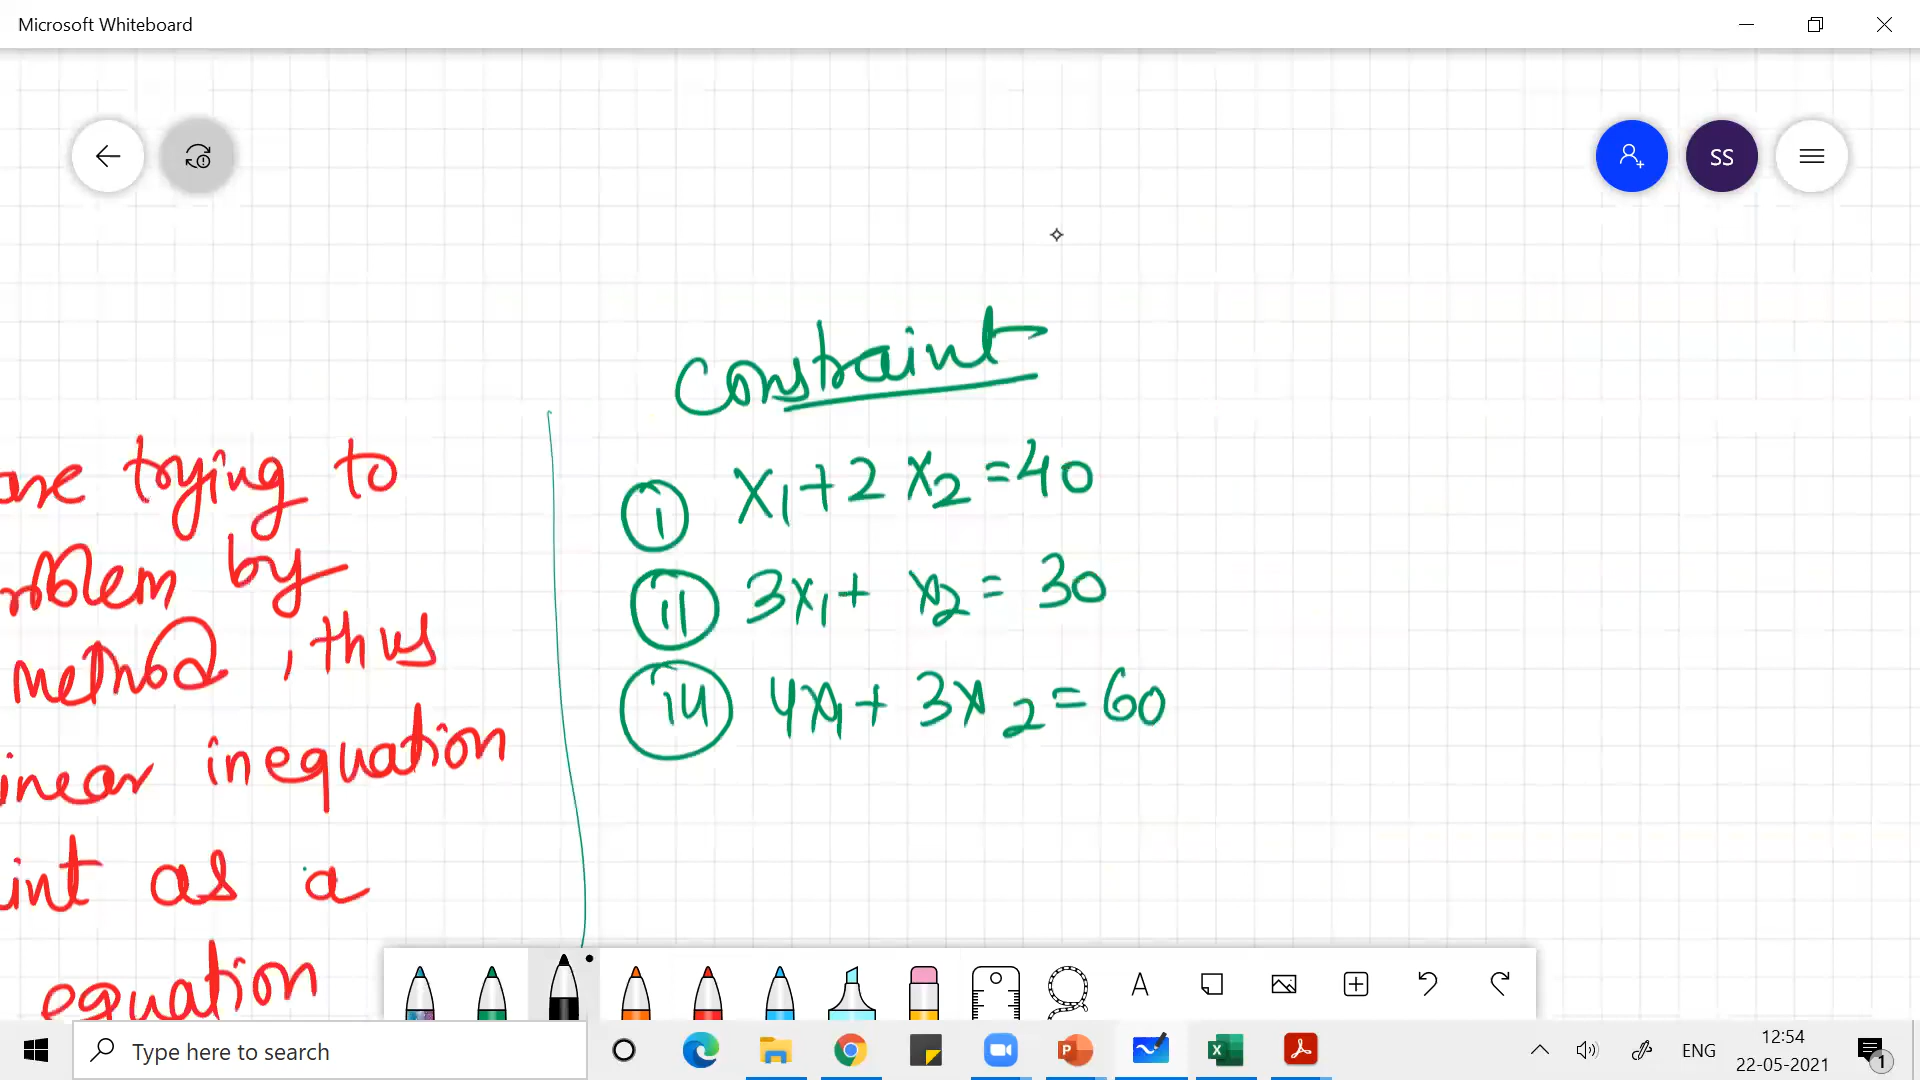 Microsoft Whiteboard
SS
are trying to
roblem by
method, thus
inear inequation
int as a
equation
Constraint
(i) x₁ + 2x₂ = 40
(ii) 3x₁ + x₂ = 30
(iii) 4x₁ + 3x₂ = 60
A
Type here to search
ENG
12:54
22-05-2021
1